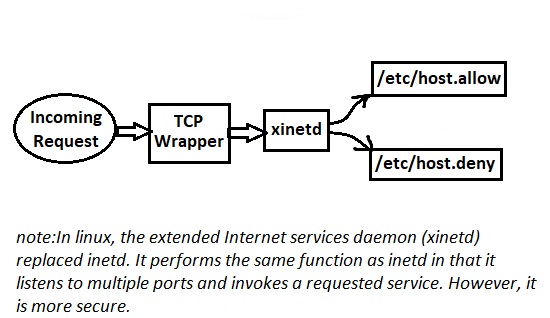 Incoming
Request
TCP
Wrapper
xinetd
/etc/host.allow
/etc/host.deny
note:In linux, the extended Internet services daemon (xinetd)
replaced inetd. It performs the same function as inetd in that it
listens to multiple ports and invokes a requested service. However, it
is more secure.